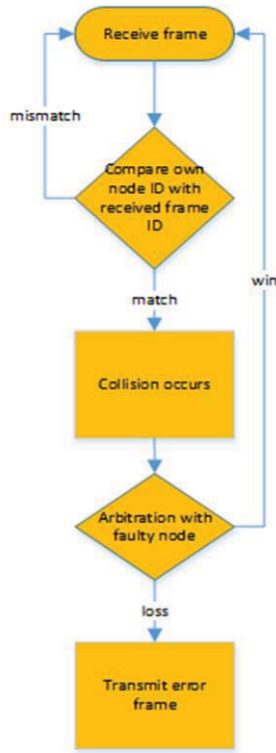 Receive frame
mismatch
Compare own
node ID with
received frame
ID
win
match
Collision occurs
Arbitration with
faulty node
loss
Transmit error
frame